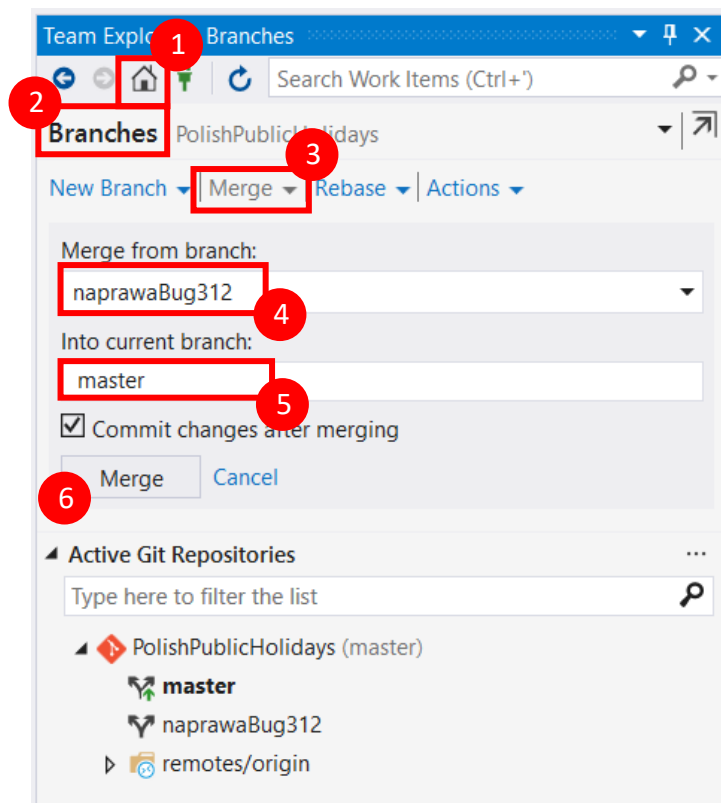 Team Explo Branches
1
Search Work Items (Ctrl+')
2
Branches PolishPublicHolidays
3
New Branch Merge Rebase Actions
Merge from branch:
naprawaBug312
4
Into current branch:
master
5
Commit changes after merging
Merge Cancel
6
Active Git Repositories
Type here to filter the list
PolishPublicHolidays (master)
master
naprawaBug312
remotes/origin